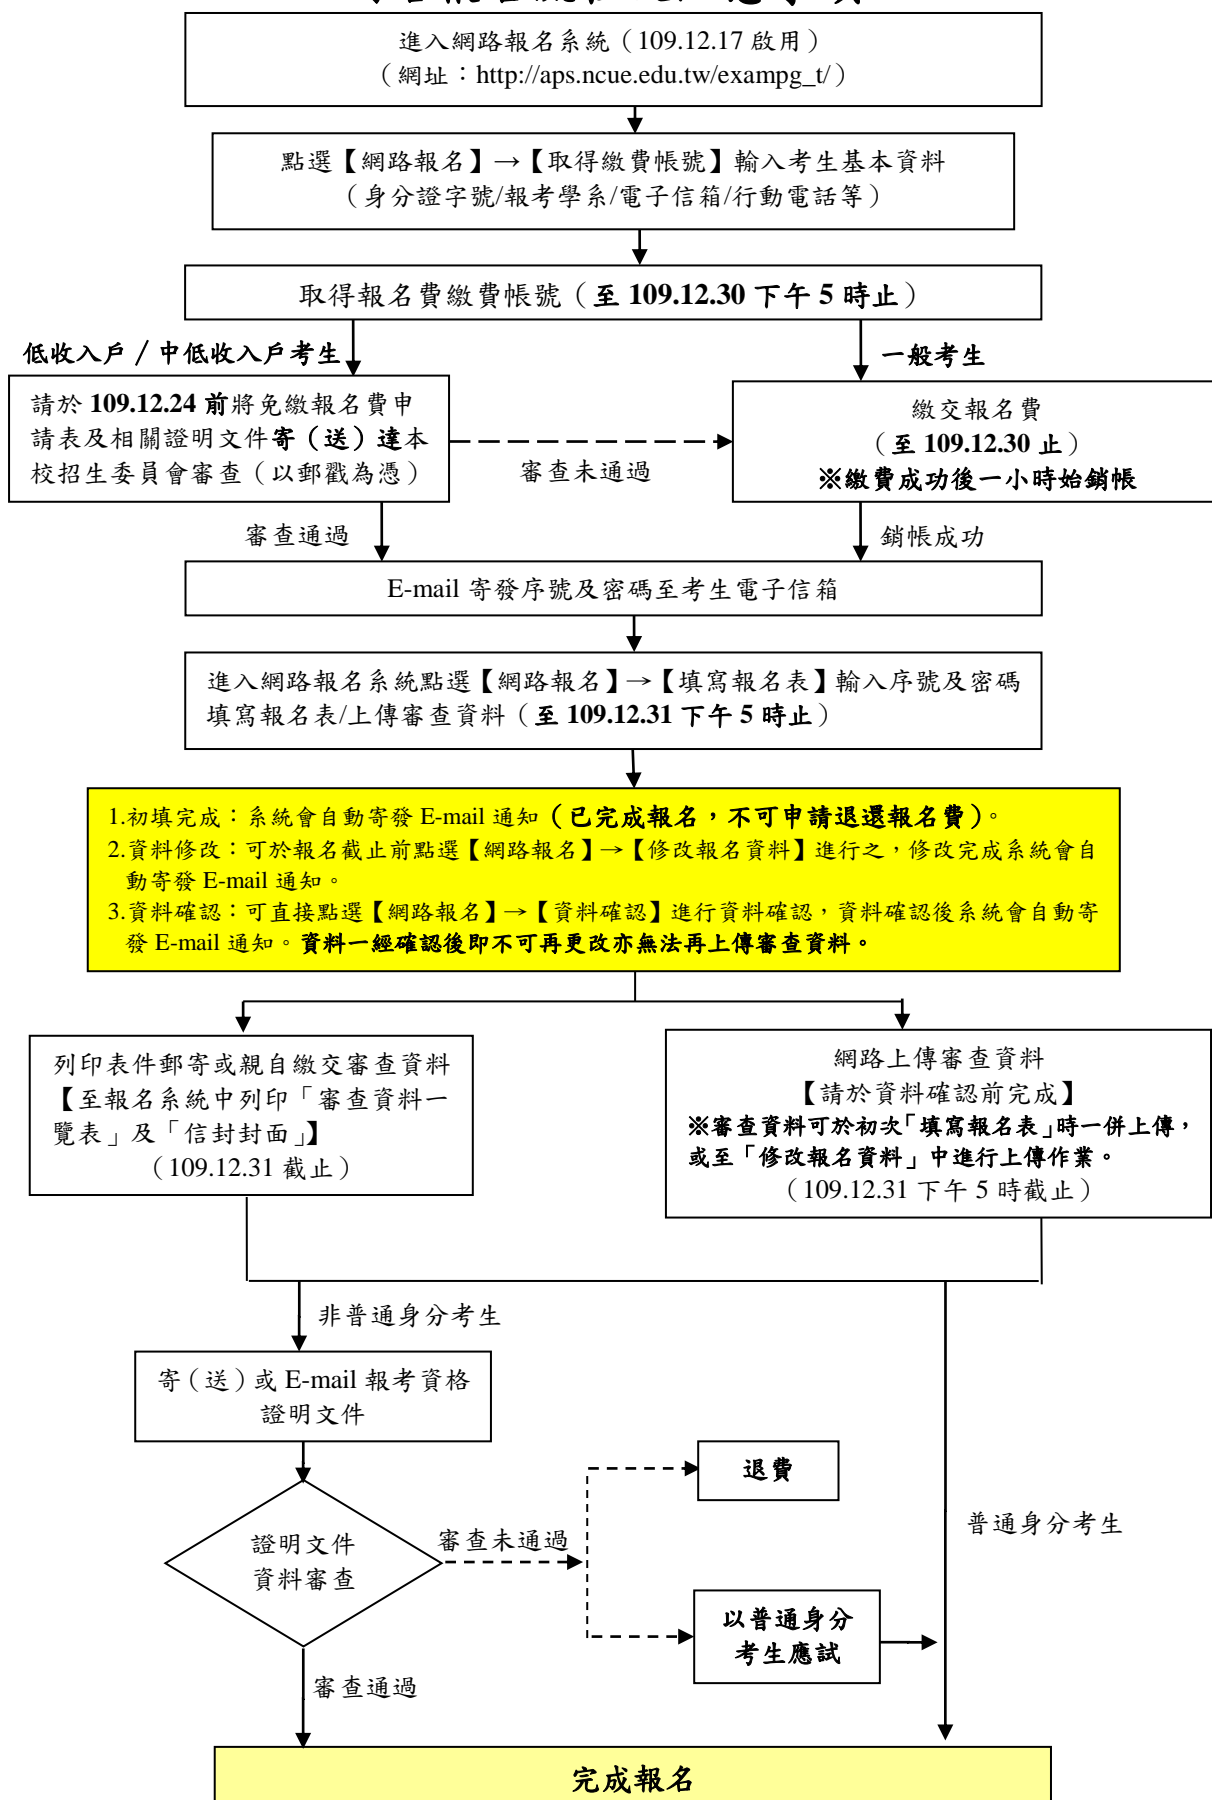 進入網路報名系統（109.12.17 啟用）
（網址：http://aps.ncue.edu.tw/exampg_t/）
點選【網路報名】→【取得繳費帳號】輸入考生基本資料
（身分證字號/報考學系/電子信箱/行動電話等）
取得報名費繳費帳號（至 109.12.30 下午 5 時止）
低收入戶／中低收入戶考生
一般考生
請於 109.12.24 前將免繳報名費申
請表及相關證明文件寄（送）達本
校招生委員會審查（以郵戳為憑）
審查未通過
繳交報名費
（至 109.12.30 止）
※繳費成功後一小時始銷帳
審查通過
銷帳成功
E-mail 寄發序號及密碼至考生電子信箱
進入網路報名系統點選【網路報名】→【填寫報名表】輸入序號及密碼
填寫報名表/上傳審查資料（至 109.12.31 下午 5 時止）
1.初填完成：系統會自動寄發 E-mail 通知（已完成報名，不可申請退還報名費）。
2.資料修改：可於報名截止前點選【網路報名】→【修改報名資料】進行之，修改完成系統會自
動寄發 E-mail 通知。
3.資料確認：可直接點選【網路報名】→【資料確認】進行資料確認，資料確認後系統會自動寄
發 E-mail 通知。資料一經確認後即不可再更改亦無法再上傳審查資料。
列印表件郵寄或親自繳交審查資料
【至報名系統中列印「審查資料一
覽表」及「信封封面」】
（109.12.31 截止）
網路上傳審查資料
【請於資料確認前完成】
※審查資料可於初次「填寫報名表」時一併上傳，
或至「修改報名資料」中進行上傳作業。
（109.12.31 下午 5 時截止）
非普通身分考生
寄（送）或 E-mail 報考資格
證明文件
證明文件
資料審查
審查未通過
退費
普通身分考生
以普通身分
考生應試
審查通過
完成報名